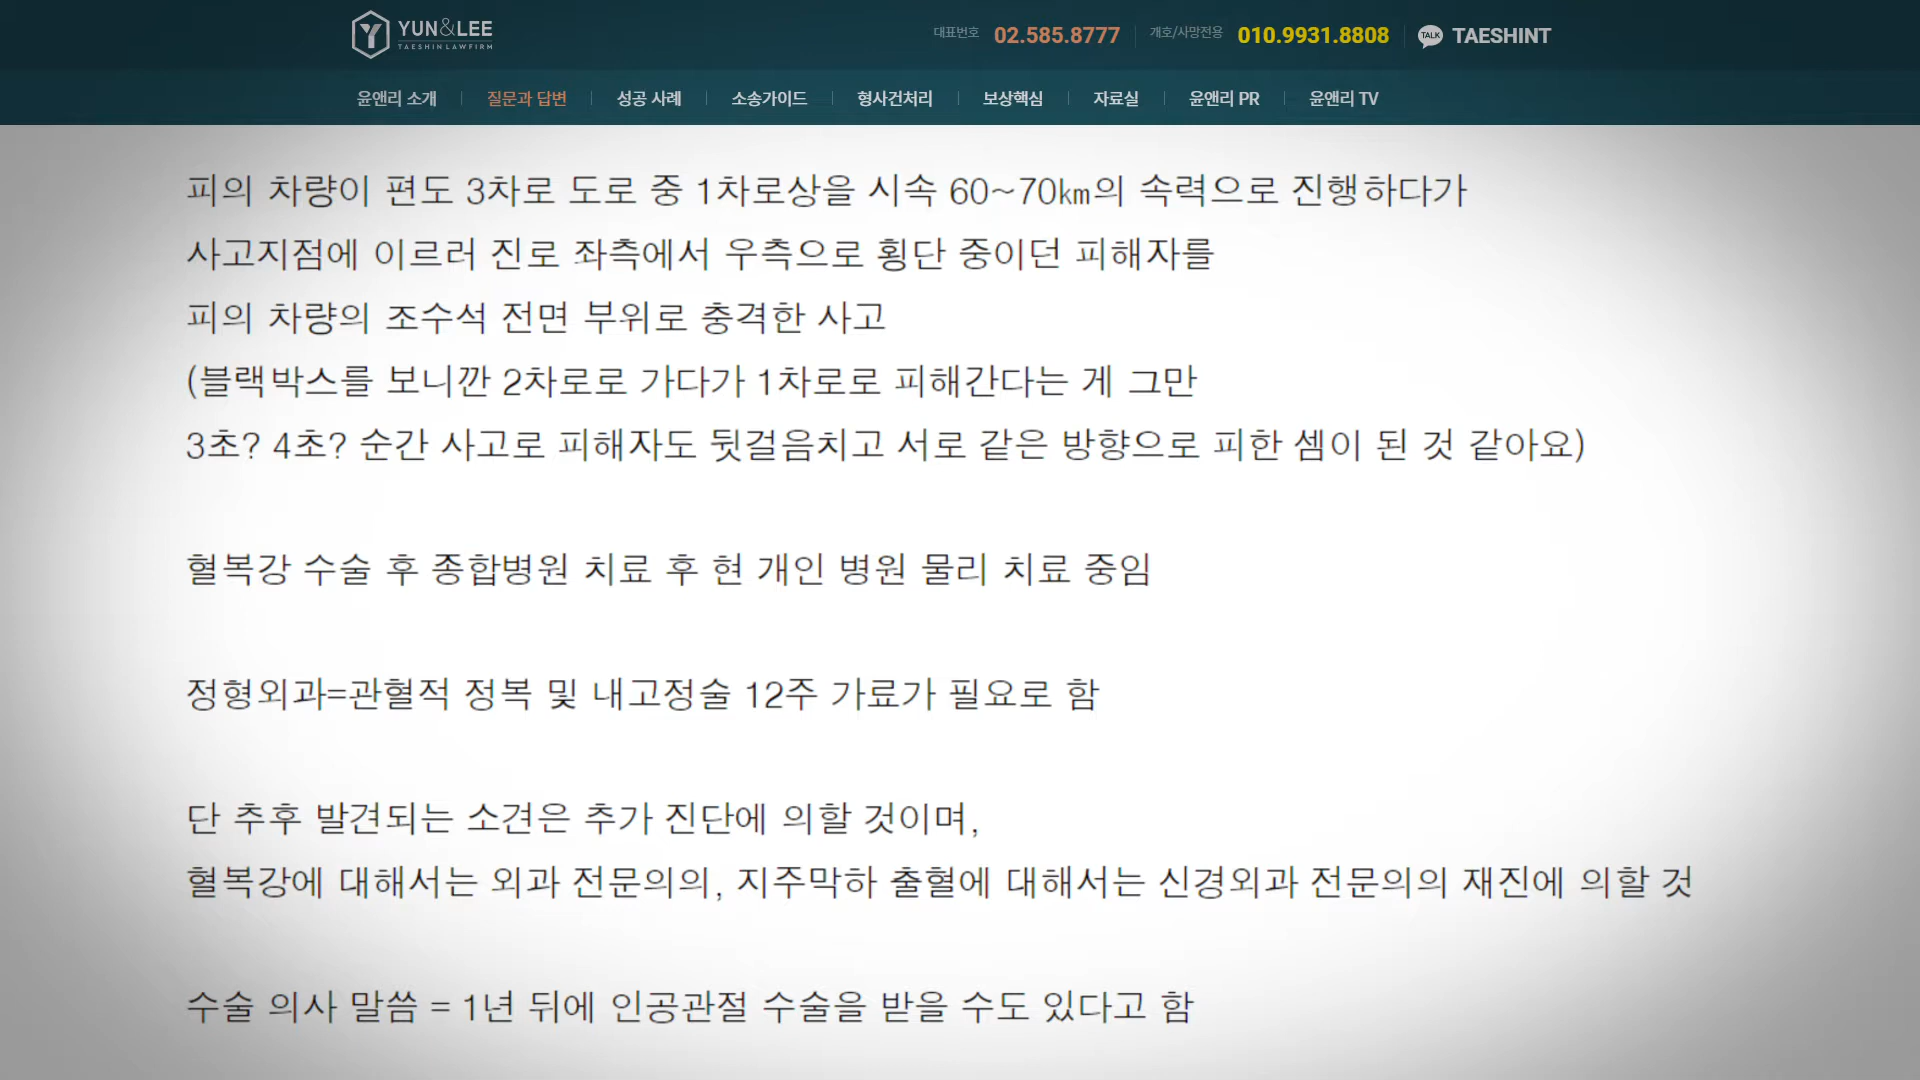 YUN&LEE
TAESHIN LAW FIRM
대표번호 02.585.8777 개호/사망전용 010.9931.8808 TALK TAESHINT
윤앤리 소개 질문과 답변 성공 사례 소송가이드 형사건처리 보상핵심 자료실 윤앤리 PR 윤앤리 TV
피의 차량이 편도 3차로 도로 중 1차로상을 시속 60~70㎞의 속력으로 진행하다가
사고지점에 이르러 진로 좌측에서 우측으로 횡단 중이던 피해자를
피의 차량의 조수석 전면 부위로 충격한 사고
(블랙박스를 보니깐 2차로로 가다가 1차로로 피해간다는 게 그만
3초? 4초? 순간 사고로 피해자도 뒷걸음치고 서로 같은 방향으로 피한 셈이 된 것 같아요)
혈복강 수술 후 종합병원 치료 후 현 개인 병원 물리 치료 중임
정형외과=관혈적 정복 및 내고정술 12주 가료가 필요로 함
단 추후 발견되는 소견은 추가 진단에 의할 것이며,
혈복강에 대해서는 외과 전문의의, 지주막하 출혈에 대해서는 신경외과 전문의의 재진에 의할 것
수술 의사 말씀 = 1년 뒤에 인공관절 수술을 받을 수도 있다고 함